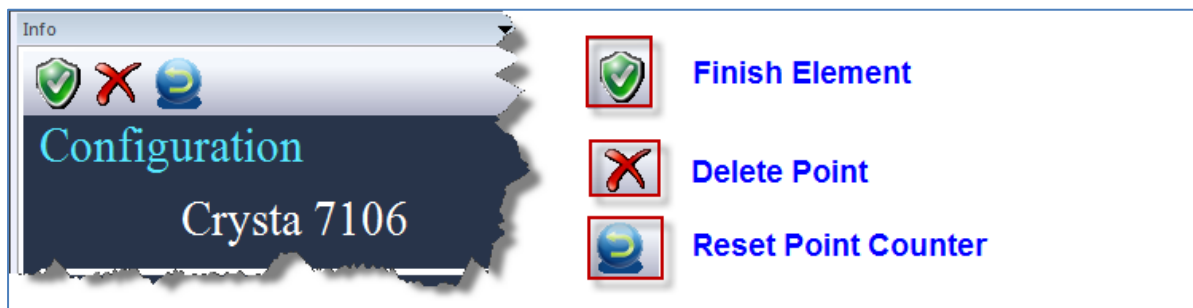 Info
Configuration
Crysta 7106
Finish Element
Delete Point
Reset Point Counter